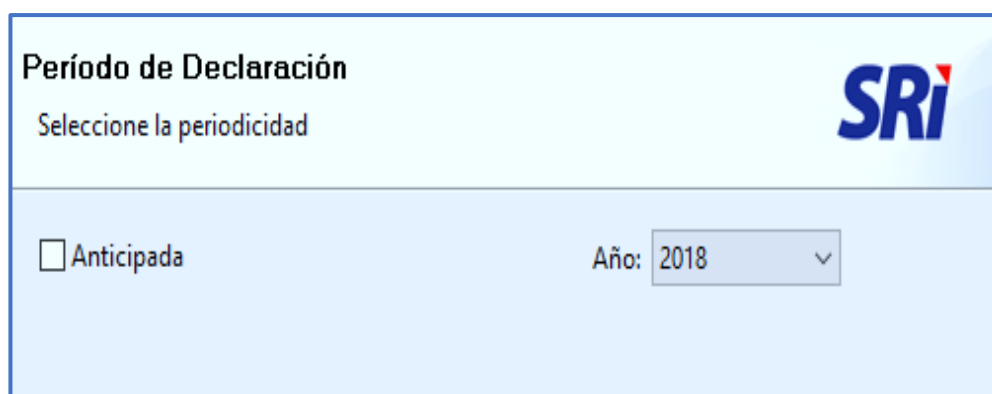 Período de Declaración
SRi
Seleccione la periodicidad
Anticipada
Año: 2018